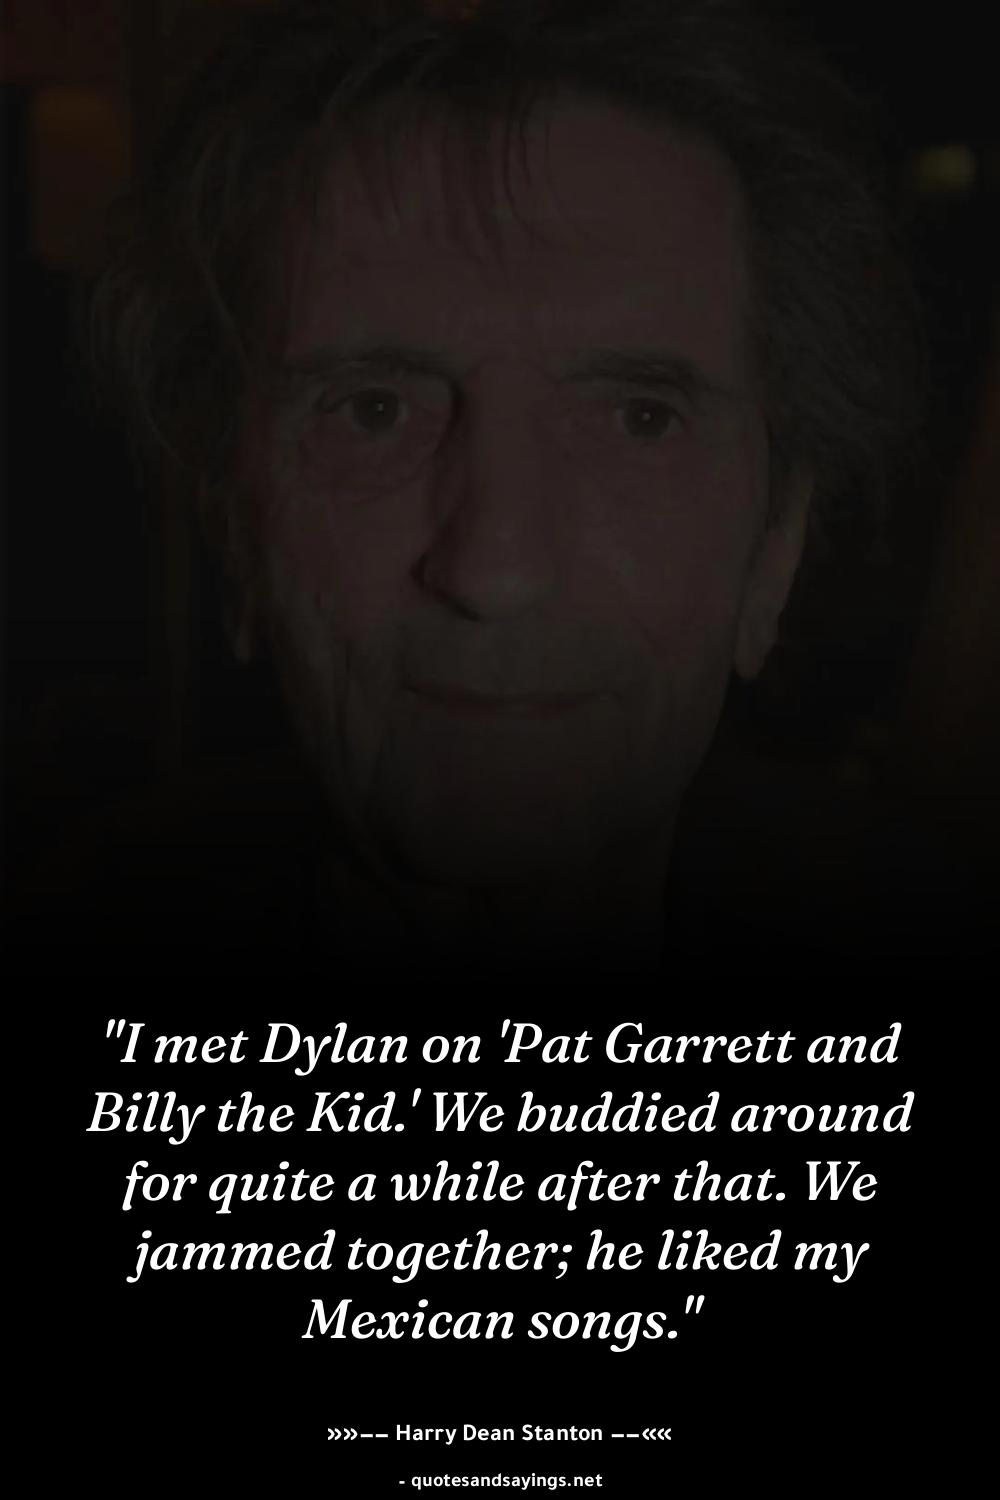 "I met Dylan on 'Pat Garrett and
Billy the Kid.' We buddied around
for quite a while after that. We
jammed together; he liked my
Mexican songs."
»»–– Harry Dean Stanton ––««
- quotesandsayings.net